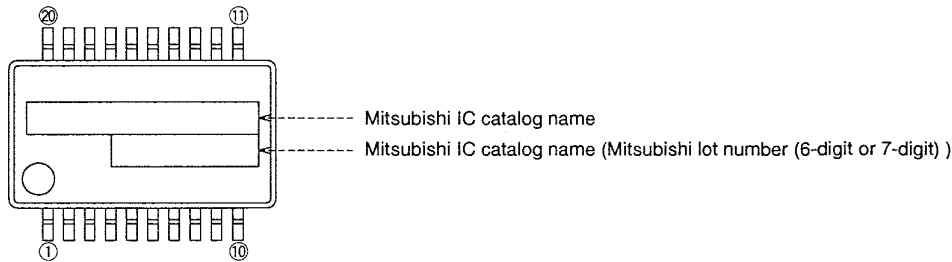 ⑳ ⑪
Mitsubishi IC catalog name
Mitsubishi IC catalog name (Mitsubishi lot number (6-digit or 7-digit) )
① ⑩